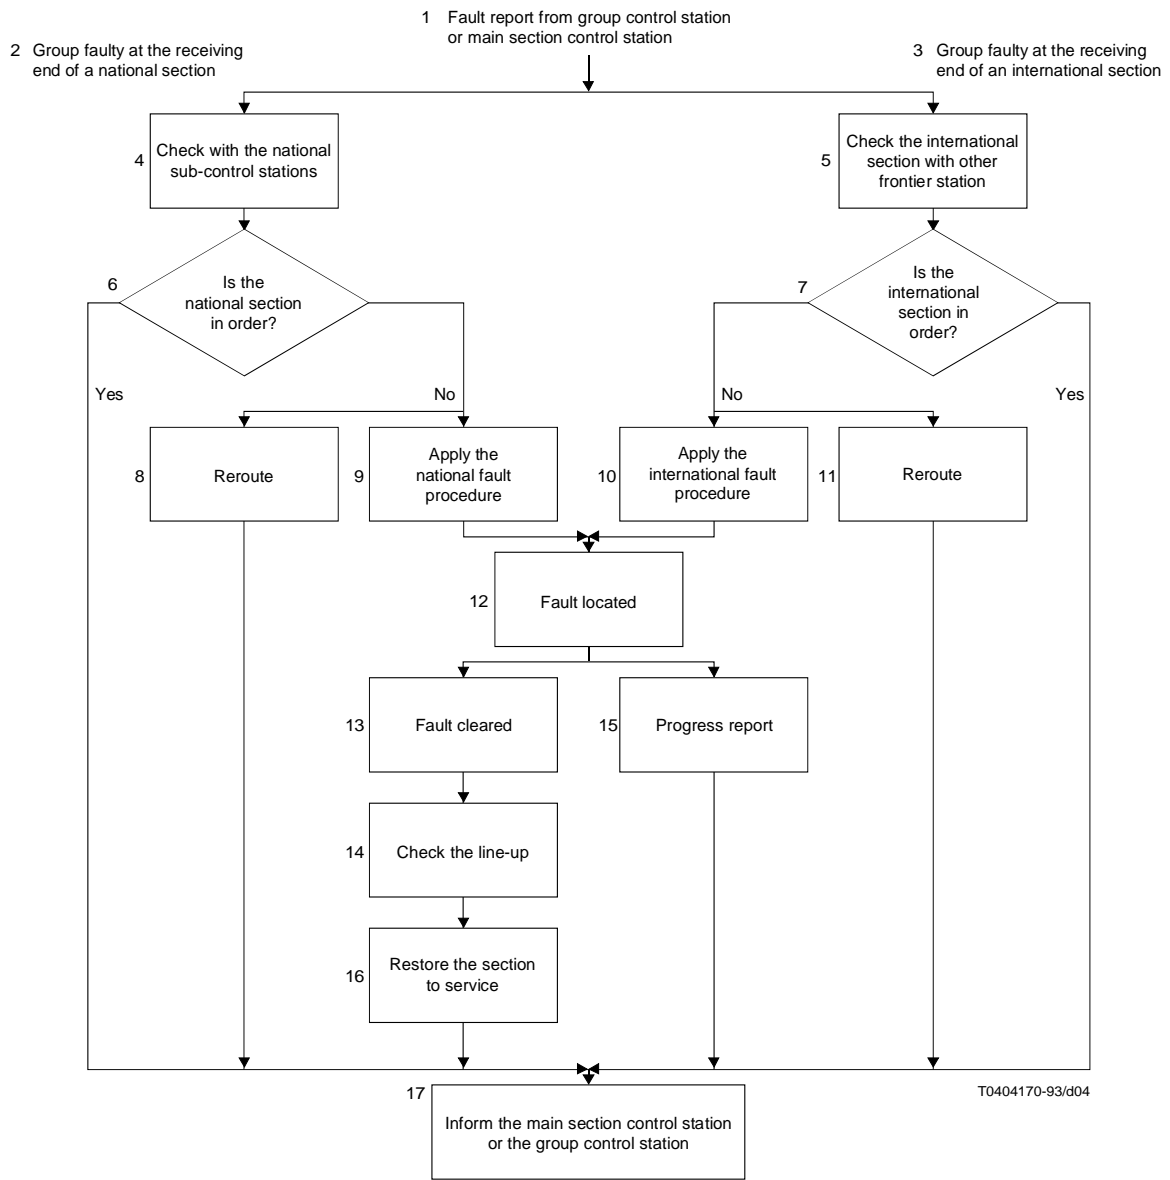 1 Fault report from group control station
or main section control station
2 Group faulty at the receiving
end of a national section
3 Group faulty at the receiving
end of an international section
4
Check with the national
sub-control stations
5
Check the international
section with other
frontier station
6
Is the
national section
in order?
7
Is the
international
section in
order?
Yes
No
No
Yes
8
Reroute
9
Apply the
national fault
procedure
10
Apply the
international fault
procedure
11
Reroute
12
Fault located
13
Fault cleared
15
Progress report
14
Check the line-up
16
Restore the section
to service
17
Inform the main section control station
or the group control station
T0404170-93/d04